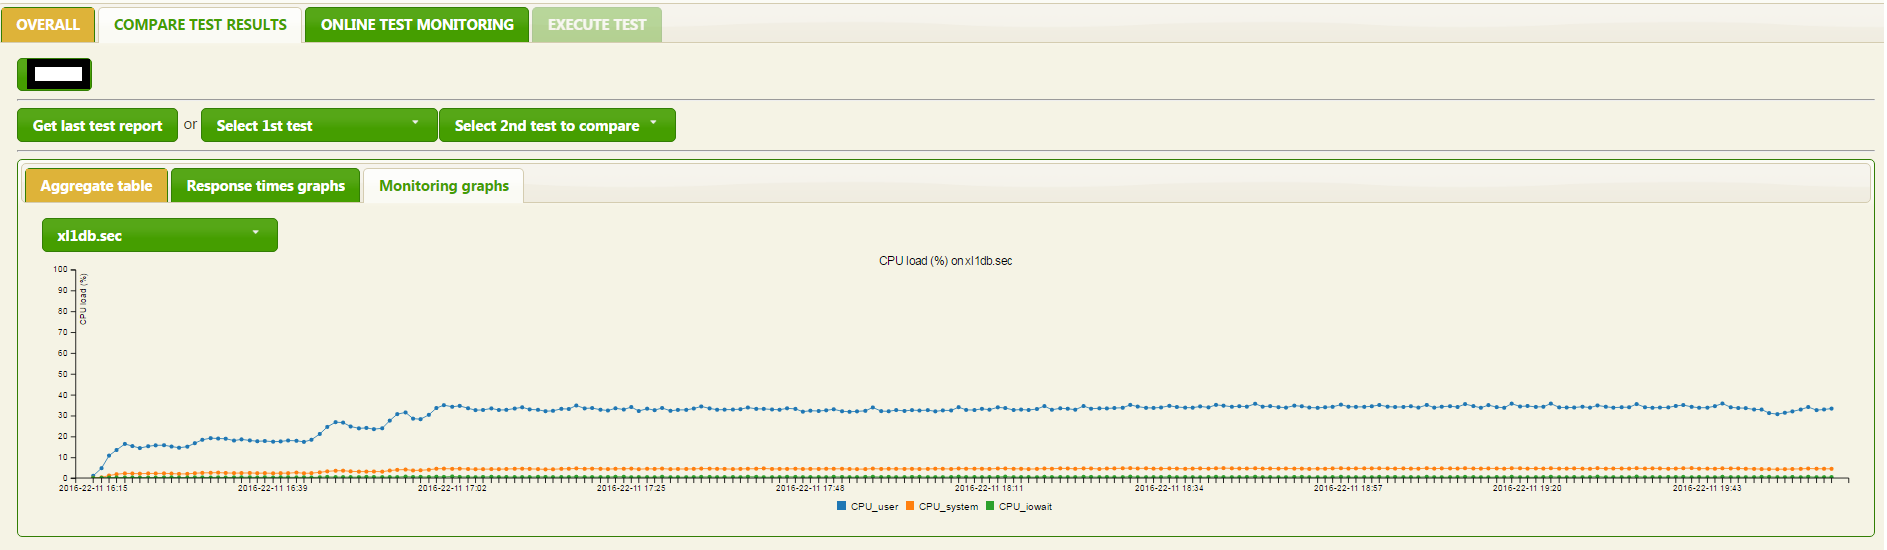 OVERALL COMPARE TEST RESULTS ONLINE TEST MONITORING EXECUTE TEST
Get last test report or Select 1st test Select 2nd test to compare
Aggregate table Response times graphs Monitoring graphs
xl1db.sec
CPU load (%) on xl1db.sec
CPU load (%)
100
90
80
70
60
50
40
30
20
10
0
2016-22-11 16:15 2016-22-11 16:39 2016-22-11 17:02 2016-22-11 17:25 2016-22-11 17:48 2016-22-11 18:11 2016-22-11 18:34 2016-22-11 18:57 2016-22-11 19:20 2016-22-11 19:43
CPU_user CPU_system CPU_iowait